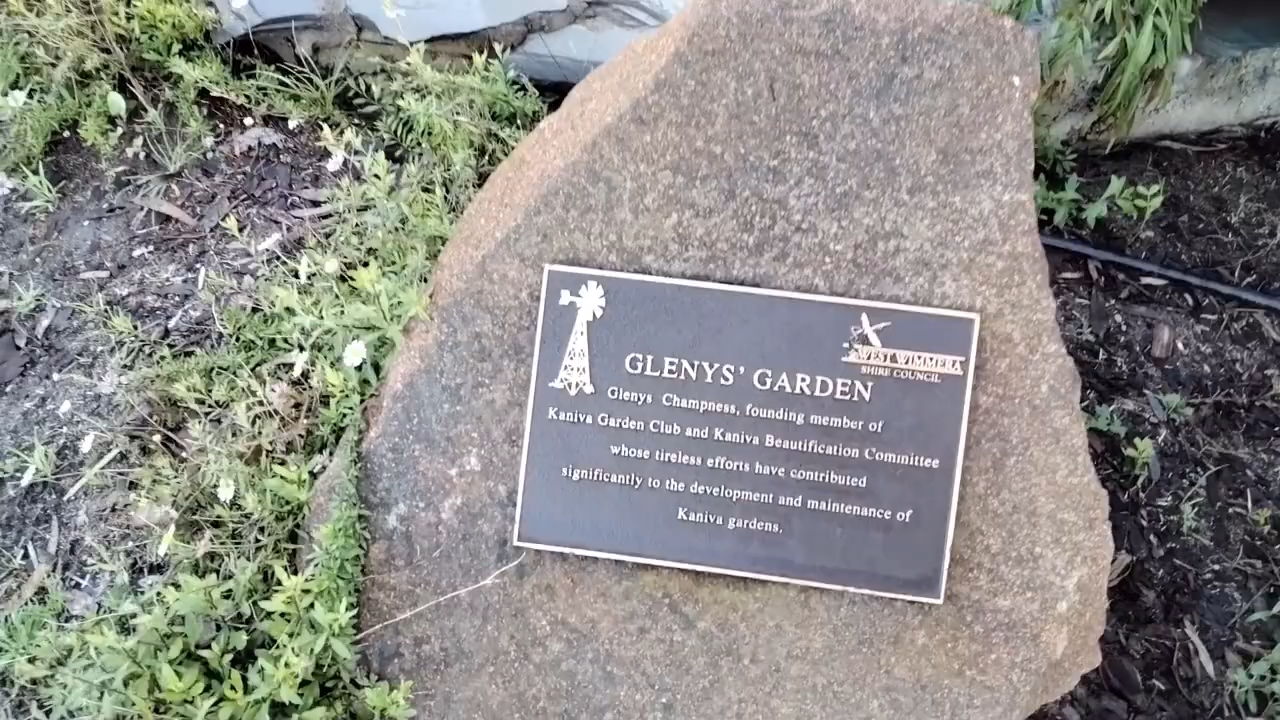 WEST WIMMERA
SHIRE COUNCIL
GLENYS' GARDEN
Glenys Champness, founding member of
Kaniva Garden Club and Kaniva Beautification Committee
whose tireless efforts have contributed
significantly to the development and maintenance of
Kaniva gardens.